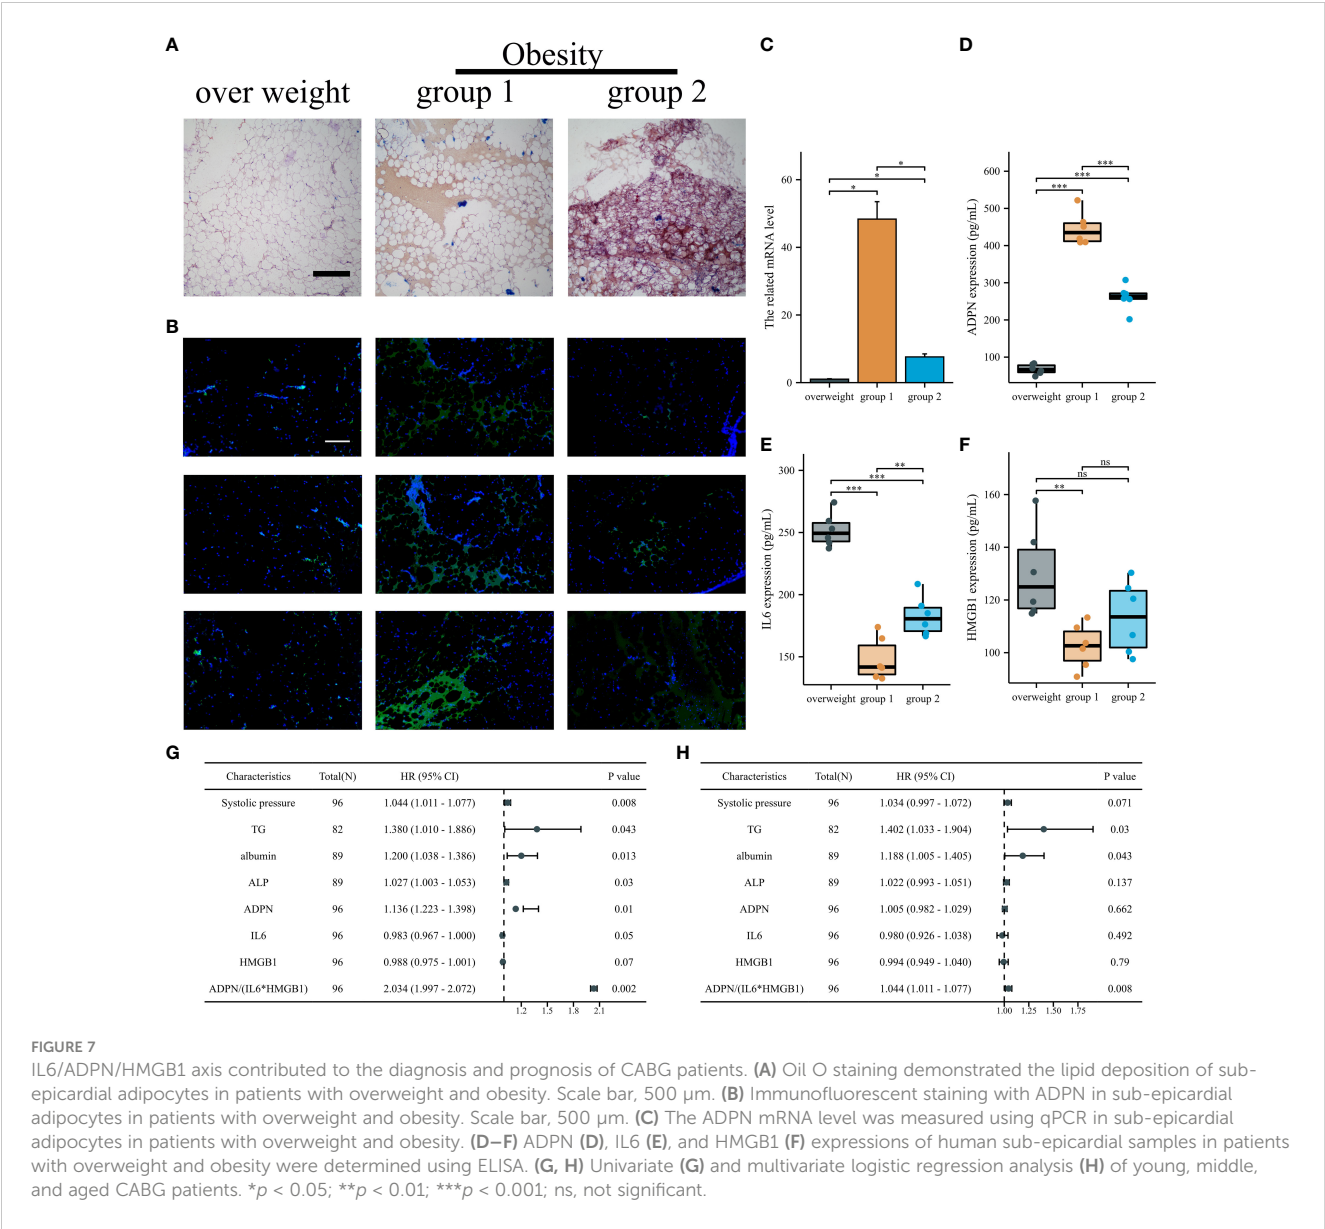 A
Obesity
over weight
group 1
group 2
B
C
The related mRNA level
60
40
20
0
*
*
*
overweight
group 1
group 2
D
ADPN expression (pg/mL)
600
500
400
300
200
100
***
***
***
overweight
group 1
group 2
E
IL6 expression (pg/mL)
300
250
200
150
**
***
***
overweight
group 1
group 2
F
HMGB1 expression (pg/mL)
160
140
120
100
ns
ns
**
overweight
group 1
group 2
G
Characteristics Total(N) HR (95% CI) P value
Systolic pressure 96 1.044 (1.011 - 1.077) 0.008
TG 82 1.380 (1.010 - 1.886) 0.043
albumin 89 1.200 (1.038 - 1.386) 0.013
ALP 89 1.027 (1.003 - 1.053) 0.03
ADPN 96 1.136 (1.223 - 1.398) 0.01
IL6 96 0.983 (0.967 - 1.000) 0.05
HMGB1 96 0.988 (0.975 - 1.001) 0.07
ADPN/(IL6*HMGB1) 96 2.034 (1.997 - 2.072) 0.002
1.2 1.5 1.8 2.1
H
Characteristics Total(N) HR (95% CI) P value
Systolic pressure 96 1.034 (0.997 - 1.072) 0.071
TG 82 1.402 (1.033 - 1.904) 0.03
albumin 89 1.188 (1.005 - 1.405) 0.043
ALP 89 1.022 (0.993 - 1.051) 0.137
ADPN 96 1.005 (0.982 - 1.029) 0.662
IL6 96 0.980 (0.926 - 1.038) 0.492
HMGB1 96 0.994 (0.949 - 1.040) 0.79
ADPN/(IL6*HMGB1) 96 1.044 (1.011 - 1.077) 0.008
1.00 1.25 1.50 1.75
FIGURE 7
IL6/ADPN/HMGB1 axis contributed to the diagnosis and prognosis of CABG patients. (A) Oil O staining demonstrated the lipid deposition of sub-
epicardial adipocytes in patients with overweight and obesity. Scale bar, 500 μm. (B) Immunofluorescent staining with ADPN in sub-epicardial
adipocytes in patients with overweight and obesity. Scale bar, 500 μm. (C) The ADPN mRNA level was measured using qPCR in sub-epicardial
adipocytes in patients with overweight and obesity. (D–F) ADPN (D), IL6 (E), and HMGB1 (F) expressions of human sub-epicardial samples in patients
with overweight and obesity were determined using ELISA. (G, H) Univariate (G) and multivariate logistic regression analysis (H) of young, middle,
and aged CABG patients. *p < 0.05; **p < 0.01; ***p < 0.001; ns, not significant.